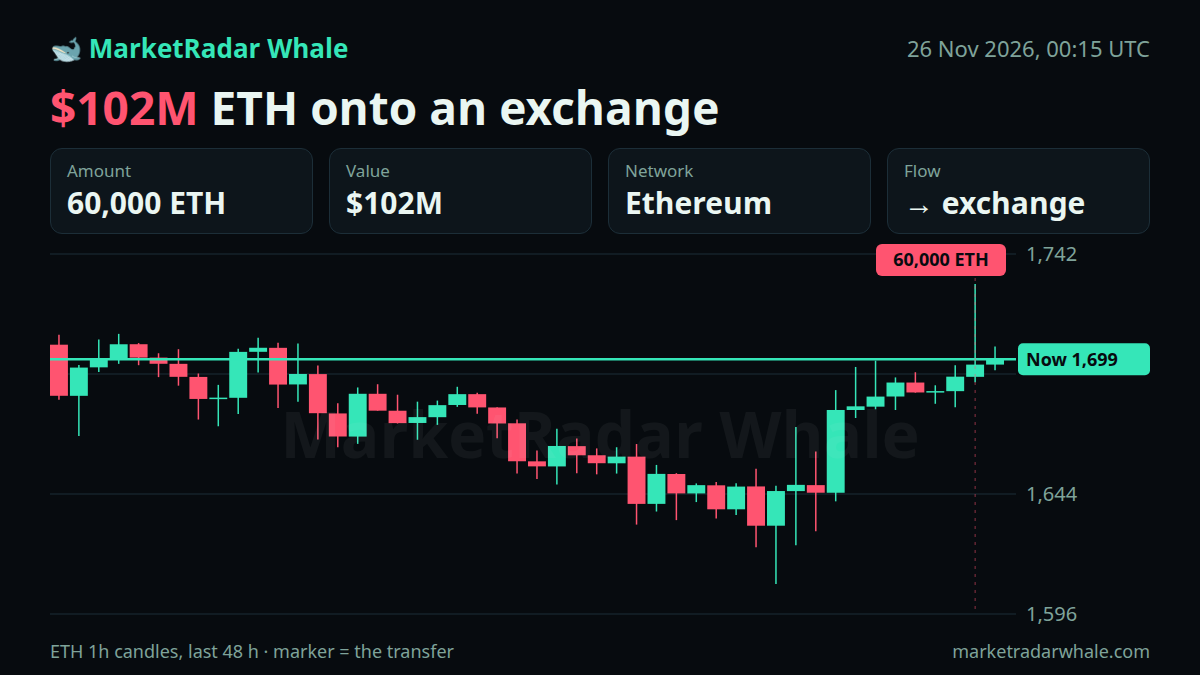 🐳 MarketRadar Whale
26 Nov 2026, 00:15 UTC
$102M ETH onto an exchange
Amount
60,000 ETH
Value
$102M
Network
Ethereum
Flow
→ exchange
60,000 ETH
1,742
Now 1,699
MarketRadar Whale
1,644
1,596
ETH 1h candles, last 48 h · marker = the transfer
marketradarwhale.com